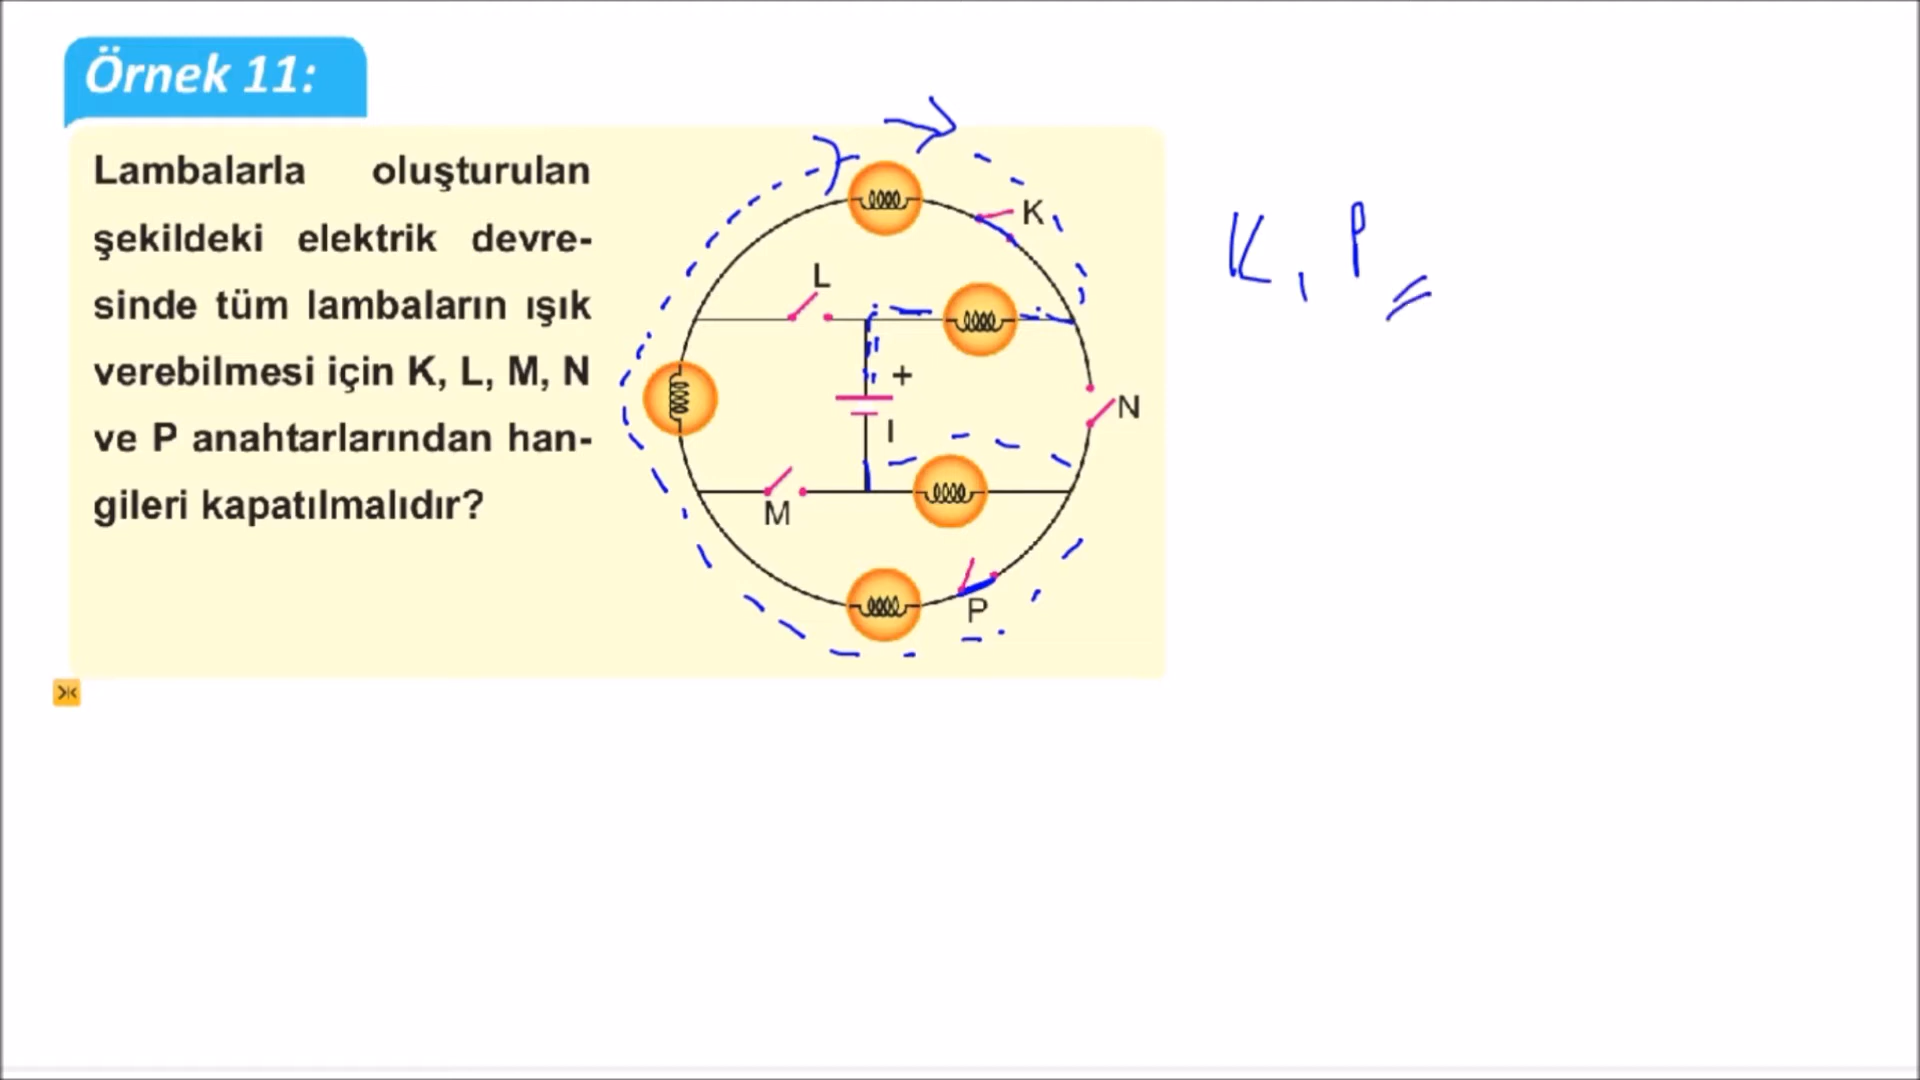 Örnek 11:
Lambalarla oluşturulan
şekildeki elektrik devre-
sinde tüm lambaların ışık
verebilmesi için K, L, M, N
ve P anahtarlarından han-
gileri kapatılmalıdır?
K
L
+
N
I
M
P
K, P